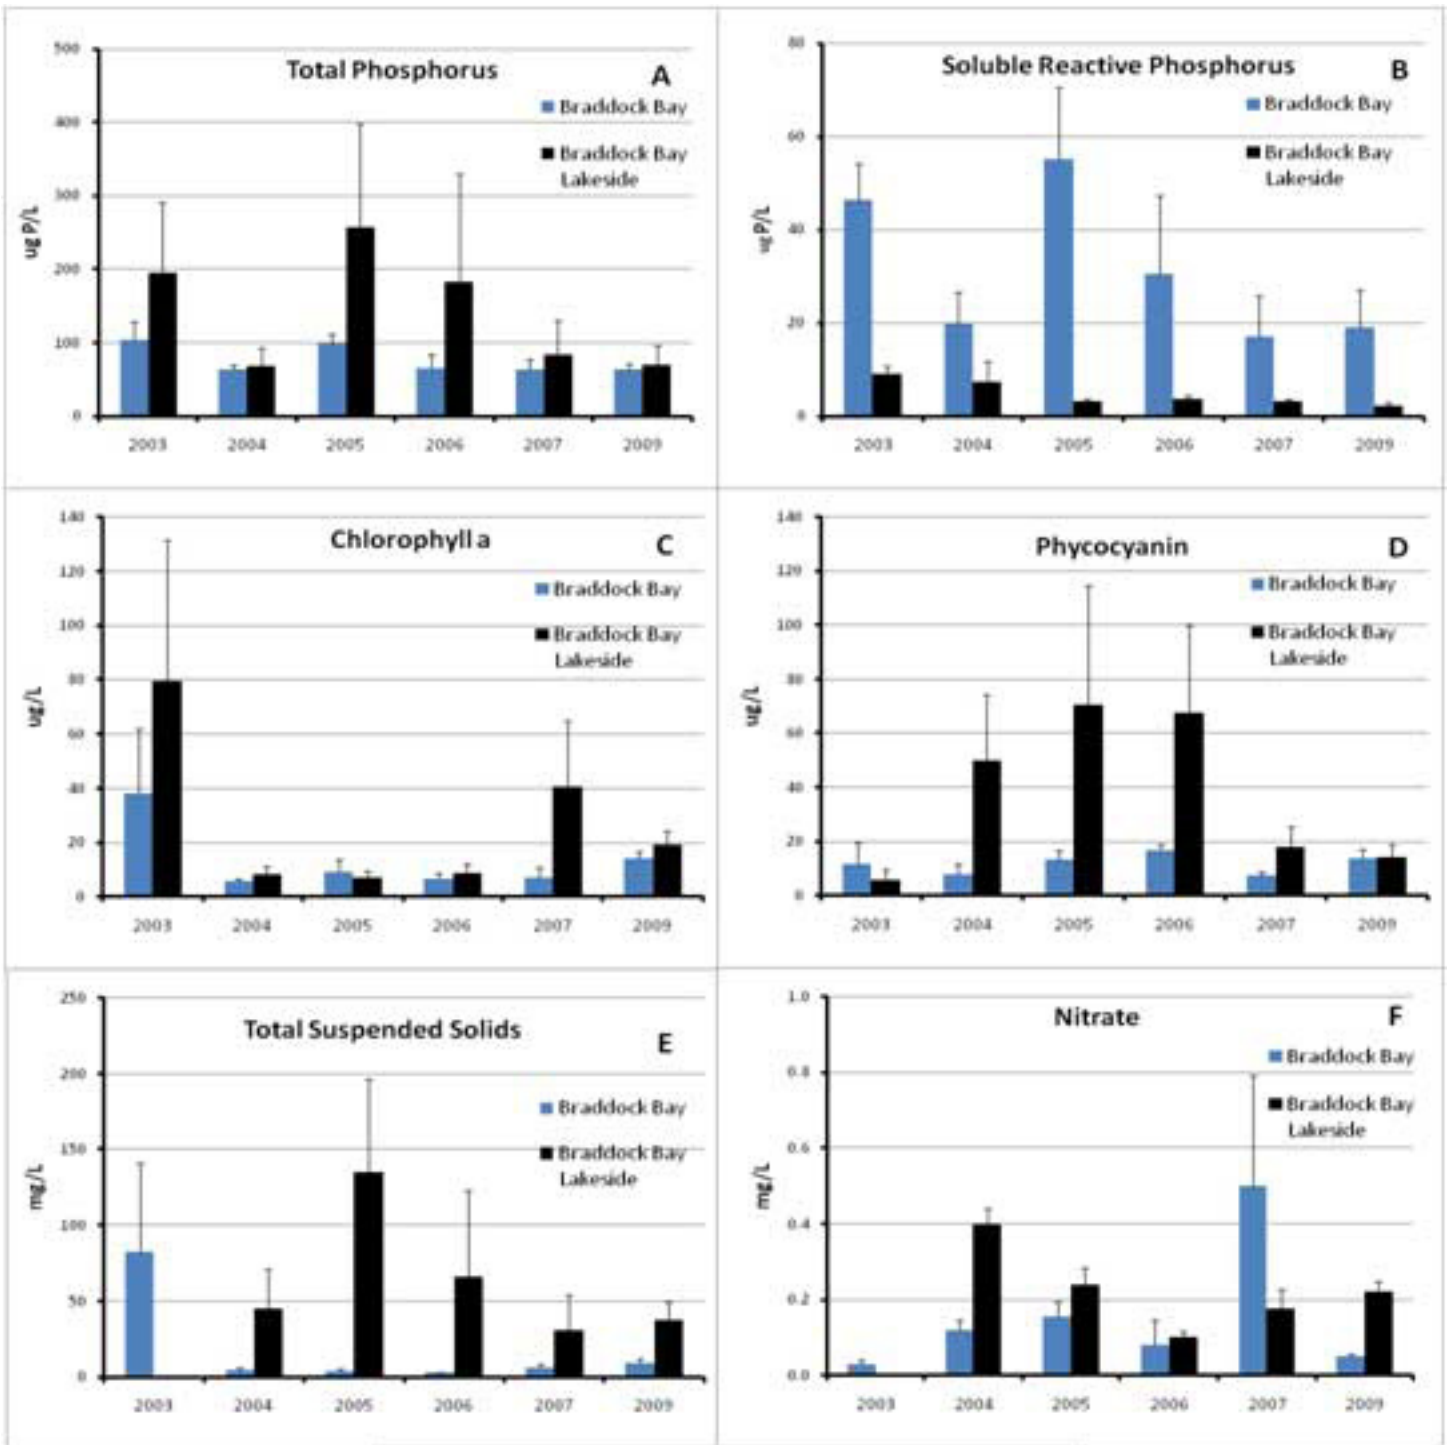 Total Phosphorus
A
Braddock Bay
Braddock Bay
Lakeside
ug P/L
500
400
300
200
100
0
2003 2004 2005 2006 2007 2009
Soluble Reactive Phosphorus
B
Braddock Bay
Braddock Bay
Lakeside
ug P/L
80
60
40
20
0
2003 2004 2005 2006 2007 2009
Chlorophyll a
C
Braddock Bay
Braddock Bay
Lakeside
ug/L
140
120
100
80
60
40
20
0
2003 2004 2005 2006 2007 2009
Phycocyanin
D
Braddock Bay
Braddock Bay
Lakeside
ug/L
140
120
100
80
60
40
20
0
2003 2004 2005 2006 2007 2009
Total Suspended Solids
E
Braddock Bay
Braddock Bay
Lakeside
mg/L
250
200
150
100
50
0
2003 2004 2005 2006 2007 2009
Nitrate
F
Braddock Bay
Braddock Bay
Lakeside
mg/L
1.0
0.8
0.6
0.4
0.2
0.0
2003 2004 2005 2006 2007 2009